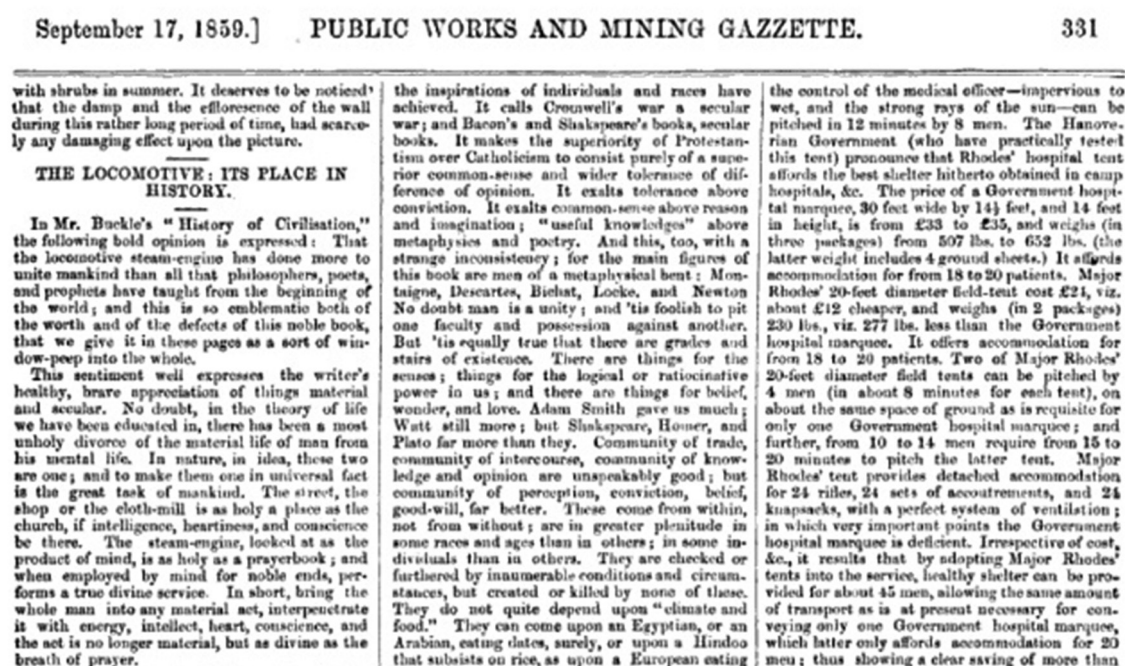 September 17, 1859.] PUBLIC WORKS AND MINING GAZETTE. 331
with shrubs in summer. It deserves to be noticed
that the damp and the effloresence of the wall
during this rather long period of time, had scarce-
ly any damaging effect upon the picture.
THE LOCOMOTIVE: ITS PLACE IN
HISTORY.
In Mr. Buckle's "History of Civilisation,"
the following bold opinion is expressed: That
the locomotive steam-engine has done more to
unite mankind than all that philosophers, poets,
and prophets have taught from the beginning of
the world; and this is so emblematic both of
the worth and of the defects of this noble book,
that we give it in these pages as a sort of win-
dow-peep into the whole.
This sentiment well expresses the writer's
healthy, brave appreciation of things material
and secular. No doubt, in the theory of life
we have been educated in, there has been a most
unholy divorce of the material life of man from
his mental life. In nature, in idea, these two
are one; and to make them one in universal fact
is the great task of mankind. The street, the
shop or the cloth-mill is as holy a place as the
church, if intelligence, heartiness, and conscience
be there. The steam-engine, looked at as the
product of mind, is as holy as a prayerbook; and
when employed by mind for noble ends, per-
forms a true divine service. In short, bring the
whole man into any material act, interpenetrate
it with energy, intellect, heart, conscience, and
the act is no longer material, but as divine as the
breath of prayer.
the inspirations of individuals and races have
achieved. It calls Cromwell's war a secular
war; and Bacon's and Shakspeare's books, secular
books. It makes the superiority of Protestan-
tism over Catholicism to consist purely of a supe-
rior common-sense and wider tolerance of dif-
ference of opinion. It exalts tolerance above
conviction. It exalts common-sense above reason
and imagination; "useful knowledges" above
metaphysics and poetry. And this, too, with a
strange inconsistency; for the main figures of
this book are men of a metaphysical bent: Mon-
taigne, Descartes, Bichat, Locke, and Newton
No doubt man is a unity; and 'tis foolish to pit
one faculty and possession against another.
But 'tis equally true that there are grades and
stairs of existence. There are things for the
senses; things for the logical or ratiocinative
power in us; and there are things for belief,
wonder, and love. Adam Smith gave us much;
Watt still more; but Shakspeare, Homer, and
Plato far more than they. Community of trade,
community of intercourse, community of know-
ledge and opinion are unspeakably good; but
community of perception, conviction, belief,
good-will, far better. These come from within,
not from without; are in greater plenitude in
some races and ages than in others; in some in-
dividuals than in others. They are checked or
furthered by innumerable conditions and circum-
stances, but created or killed by none of these.
They do not quite depend upon "climate and
food." They can come upon an Egyptian, or an
Arabian, eating dates, surely, or upon a Hindoo
that subsists on rice, as upon a European eating
the control of the medical officer—impervious to
wet, and the strong rays of the sun—can be
pitched in 12 minutes by 8 men. The Hanove-
rian Government (who have practically tested
this tent) pronounce that Rhodes' hospital tent
affords the best shelter hitherto obtained in camp
hospitals, &c. The price of a Government hospi-
tal marquee, 30 feet wide by 14½ feet, and 14 feet
in height, is from £33 to £35, and weighs (in
three packages) from 507 lbs. to 652 lbs. (the
latter weight includes 4 ground sheets.) It affords
accommodation for from 18 to 20 patients. Major
Rhodes' 20-feet diameter field-tent cost £21, viz.
about £12 cheaper, and weighs (in 2 packages)
230 lbs., viz. 277 lbs. less than the Government
hospital marquee. It offers accommodation for
from 18 to 20 patients. Two of Major Rhodes'
20-feet diameter field tents can be pitched by
4 men (in about 8 minutes for each tent), on
about the same space of ground as is requisite for
only one Government hospital marquee; and
further, from 10 to 14 men require from 15 to
20 minutes to pitch the latter tent. Major
Rhodes' tent provides detached accommodation
for 24 rifles, 24 sets of accoutrements, and 24
knapsacks, with a perfect system of ventilation;
in which very important points the Government
hospital marquee is deficient. Irrespective of cost,
&c., it results that by adopting Major Rhodes'
tents into the service, healthy shelter can be pro-
vided for about 45 men, allowing the same amount
of transport as is at present necessary for con-
veying only one Government hospital marquee,
which latter only affords accommodation for 20
men; thus showing a clear saving of more than